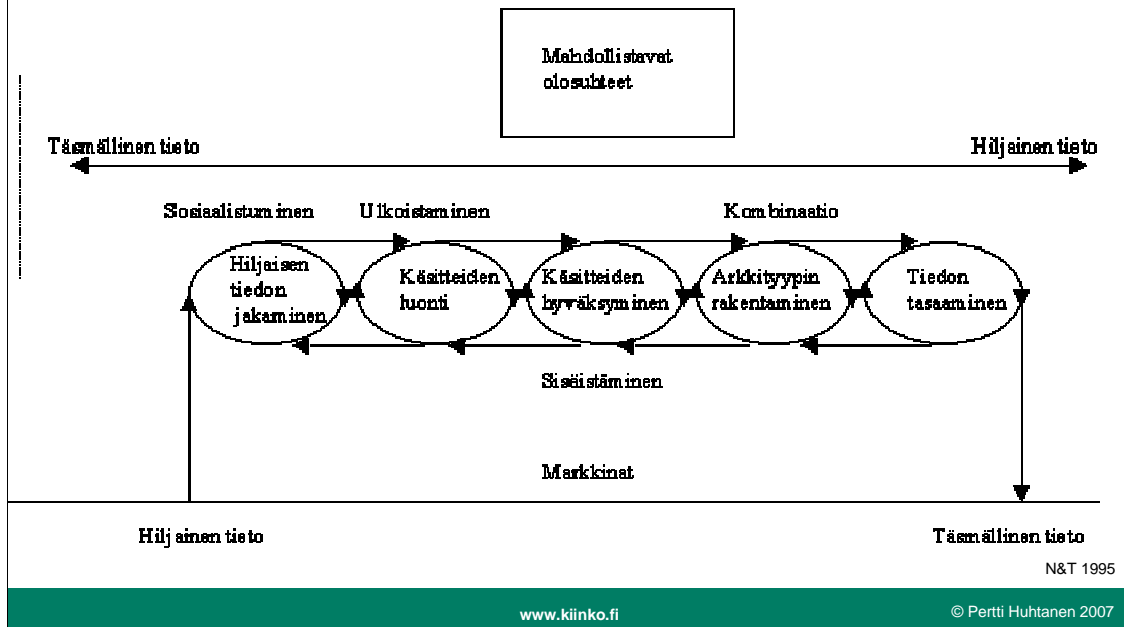 Mahdollistavat
olosuhteet
Täsmällinen tieto
Hiljainen tieto
Sosiaalistuminen
Ulkoistaminen
Kombinaatio
Hiljaisen
tiedon
jakaminen
Käsitteiden
luonti
Käsitteiden
hyväksyminen
Arkkityypin
rakentaminen
Tiedon
tasaaminen
Sisäistäminen
Markkinat
Hiljainen tieto
Täsmällinen tieto
N&T 1995
www.kiinko.fi
© Pertti Huhtanen 2007